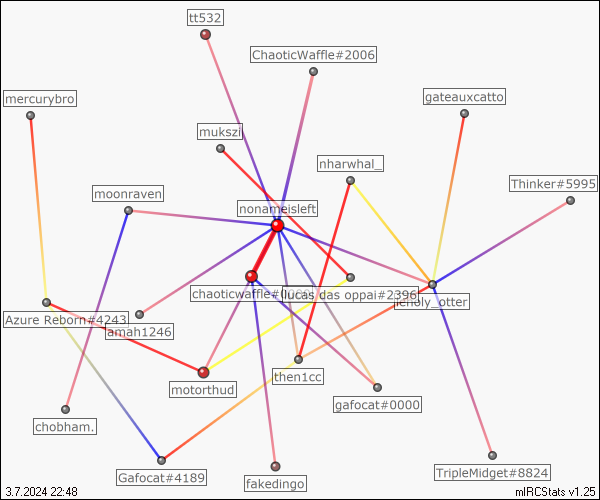 tt532
ChaoticWaffle#2006
mercurybro
gateauxcatto
mukszi
nharwhal_
Thinker#5995
moonraven
nonameisleft
chaoticwaffle#0000
lucas das oppai#2396
icholy_otter
Azure Reborn#4243
amah1246
then1cc
motorthud
gafocat#0000
chobham.
Gafocat#4189
fakedingo
TripleMidget#8824
3.7.2024 22:48
mIRCStats v1.25